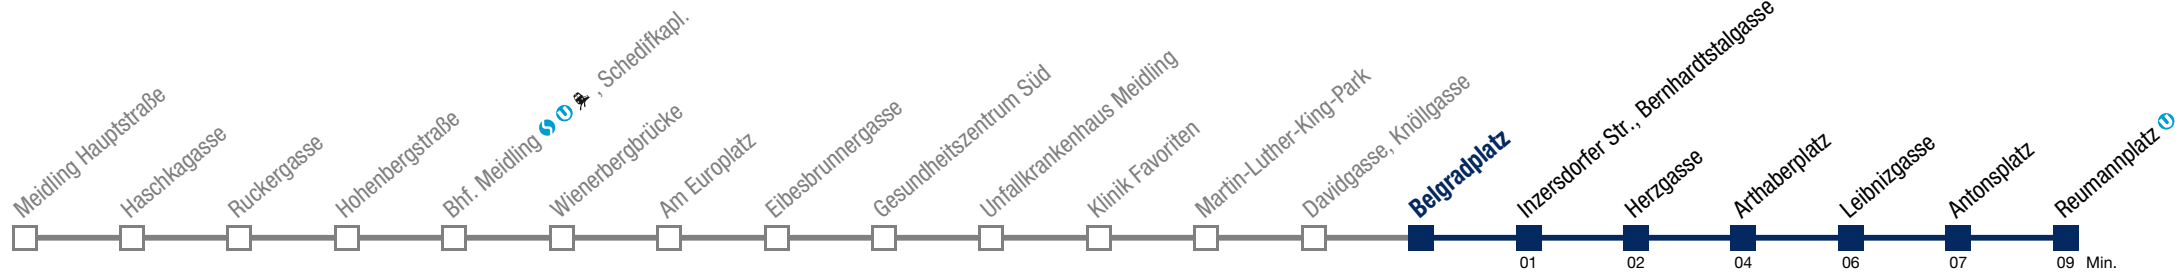 Meidling Hauptstraße
Haschkagasse
Ruckergasse
Hohenbergstraße
Bhf. Meidling S U , Schedifkapl.
Wienerbergbrücke
Am Europlatz
Eibesbrunnergasse
Gesundheitszentrum Süd
Unfallkrankenhaus Meidling
Klinik Favoriten
Martin-Luther-King-Park
Davidgasse, Knöllgasse
Belgradplatz
Inzersdorfer Str., Bernhardtstalgasse
Herzgasse
Arthaberplatz
Leibnizgasse
Antonsplatz
Reumannplatz U
01 02 04 06 07 09 Min.